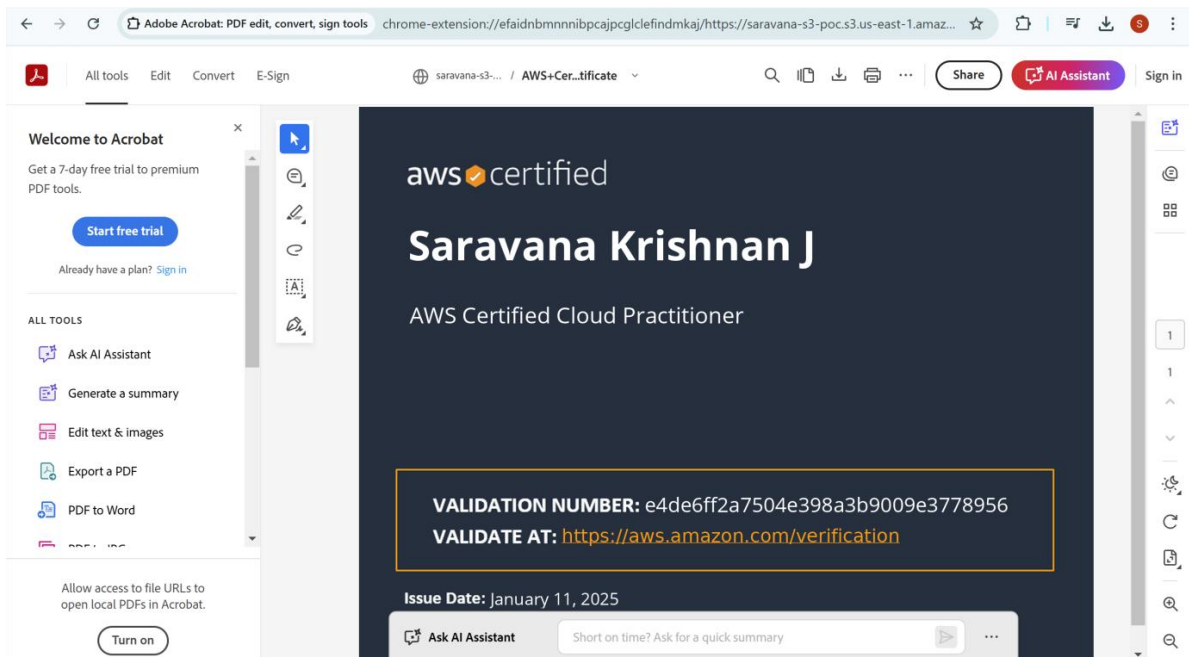 Adobe Acrobat: PDF edit, convert, sign tools chrome-extension://efaidnbmnnnibpcajpcglclefindmkaj/https://saravana-s3-poc.s3.us-east-1.amaz... S
All tools Edit Convert E-Sign saravana-s3-... / AWS+Cer...tificate Share AI Assistant Sign in
Welcome to Acrobat
Get a 7-day free trial to premium
PDF tools.
Start free trial
Already have a plan? Sign in
ALL TOOLS
Ask AI Assistant
Generate a summary
Edit text & images
Export a PDF
PDF to Word
Allow access to file URLs to
open local PDFs in Acrobat.
Turn on
aws certified
Saravana Krishnan J
AWS Certified Cloud Practitioner
VALIDATION NUMBER: e4de6ff2a7504e398a3b9009e3778956
VALIDATE AT: https://aws.amazon.com/verification
Issue Date: January 11, 2025
Ask AI Assistant Short on time? Ask for a quick summary
1
1